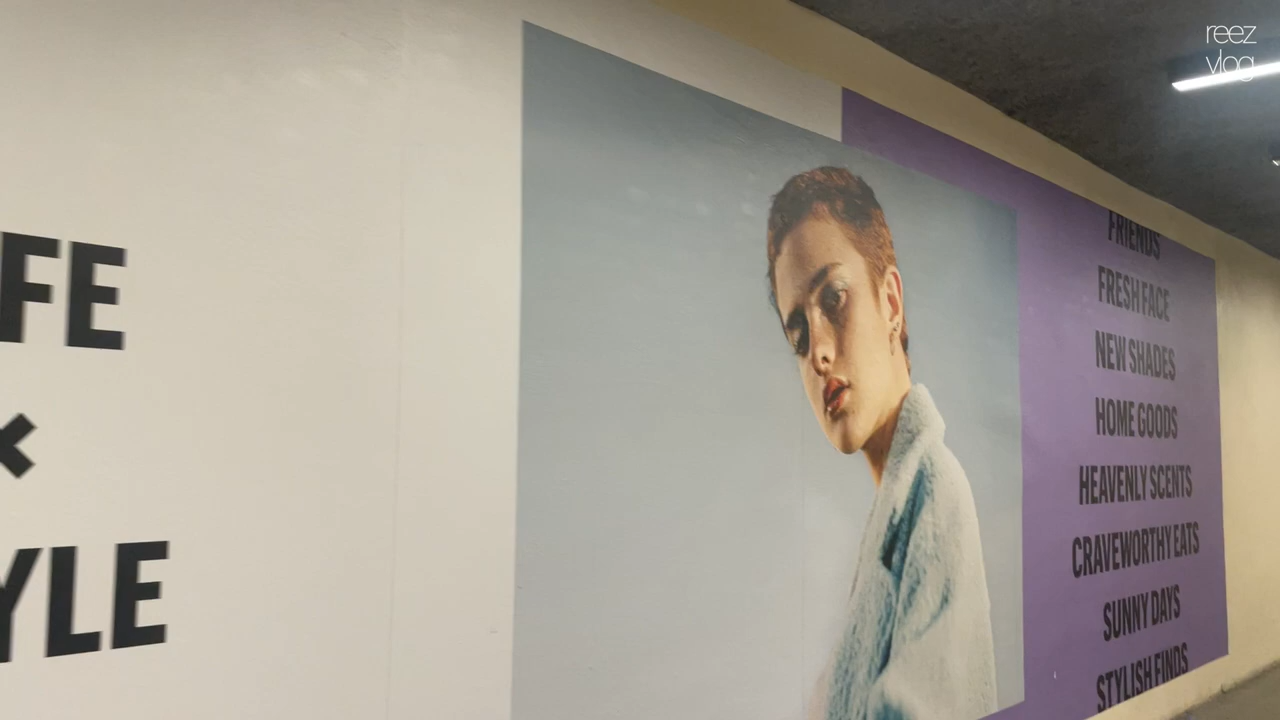 reez
vlog
FE
×
YLE
FRIENDS
FRESH FACE
NEW SHADES
HOME GOODS
HEAVENLY SCENTS
CRAVEWORTHY EATS
SUNNY DAYS
STYLISH FINDS